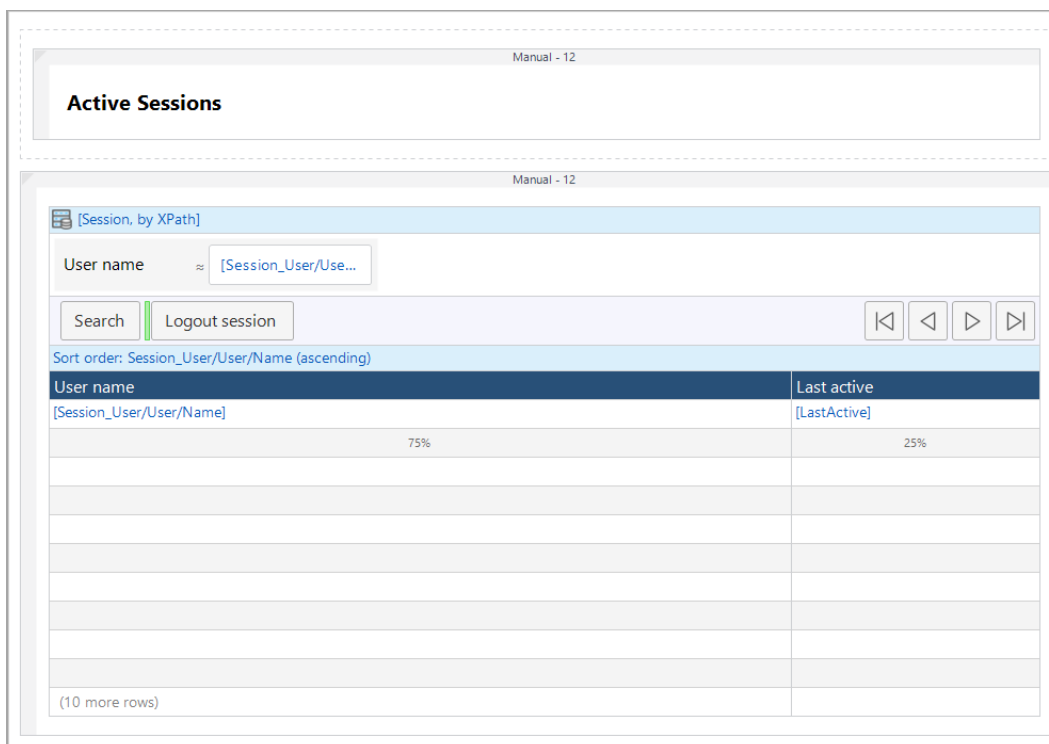 Manual - 12
Active Sessions
Manual - 12
[Session, by XPath]
User name ≈ [Session_User/Use...
Search Logout session
Sort order: Session_User/User/Name (ascending)
User name Last active
[Session_User/User/Name] [LastActive]
75% 25%
(10 more rows)